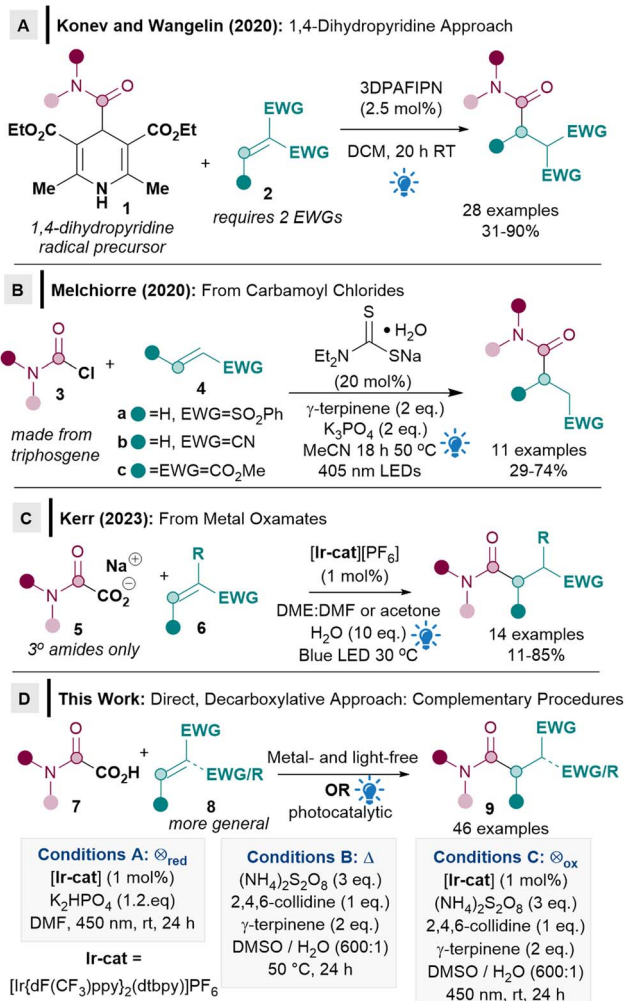 A Konev and Wangelin (2020): 1,4-Dihydropyridine Approach
N
O
EtO₂C
CO₂Et
Me
N
H
Me
1
1,4-dihydropyridine
radical precursor
+
EWG
EWG
2
requires 2 EWGs
3DPAFIPN
(2.5 mol%)
DCM, 20 h RT
N
O
EWG
EWG
28 examples
31-90%
B Melchiorre (2020): From Carbamoyl Chlorides
O
N
Cl
3
made from
triphosgene
+
EWG
4
a =H, EWG=SO₂Ph
b =H, EWG=CN
c =EWG=CO₂Me
S
• H₂O
Et₂N
SNa
(20 mol%)
γ-terpinene (2 eq.)
K₃PO₄ (2 eq.)
MeCN 18 h 50 ºC
405 nm LEDs
N
O
EWG
11 examples
29-74%
C Kerr (2023): From Metal Oxamates
O
Na⊕
N
CO₂⊖
5
3º amides only
+
R
EWG
6
[Ir-cat][PF₆]
(1 mol%)
DME:DMF or acetone
H₂O (10 eq.)
Blue LED 30 ºC
O
R
N
EWG
14 examples
11-85%
D This Work: Direct, Decarboxylative Approach: Complementary Procedures
O
N
CO₂H
7
+
EWG
EWG/R
8
more general
Metal- and light-free
OR
photocatalytic
O
EWG
N
EWG/R
9
46 examples
Conditions A: ⊗red
[Ir-cat] (1 mol%)
K₂HPO₄ (1.2.eq)
DMF, 450 nm, rt, 24 h
Ir-cat =
[Ir{dF(CF₃)ppy}₂(dtbpy)]PF₆
Conditions B: Δ
(NH₄)₂S₂O₈ (3 eq.)
2,4,6-collidine (1 eq.)
γ-terpinene (2 eq.)
DMSO / H₂O (600:1)
50 °C, 24 h
Conditions C: ⊗ox
[Ir-cat] (1 mol%)
(NH₄)₂S₂O₈ (3 eq.)
2,4,6-collidine (1 eq.)
γ-terpinene (2 eq.)
DMSO / H₂O (600:1)
450 nm, rt, 24 h